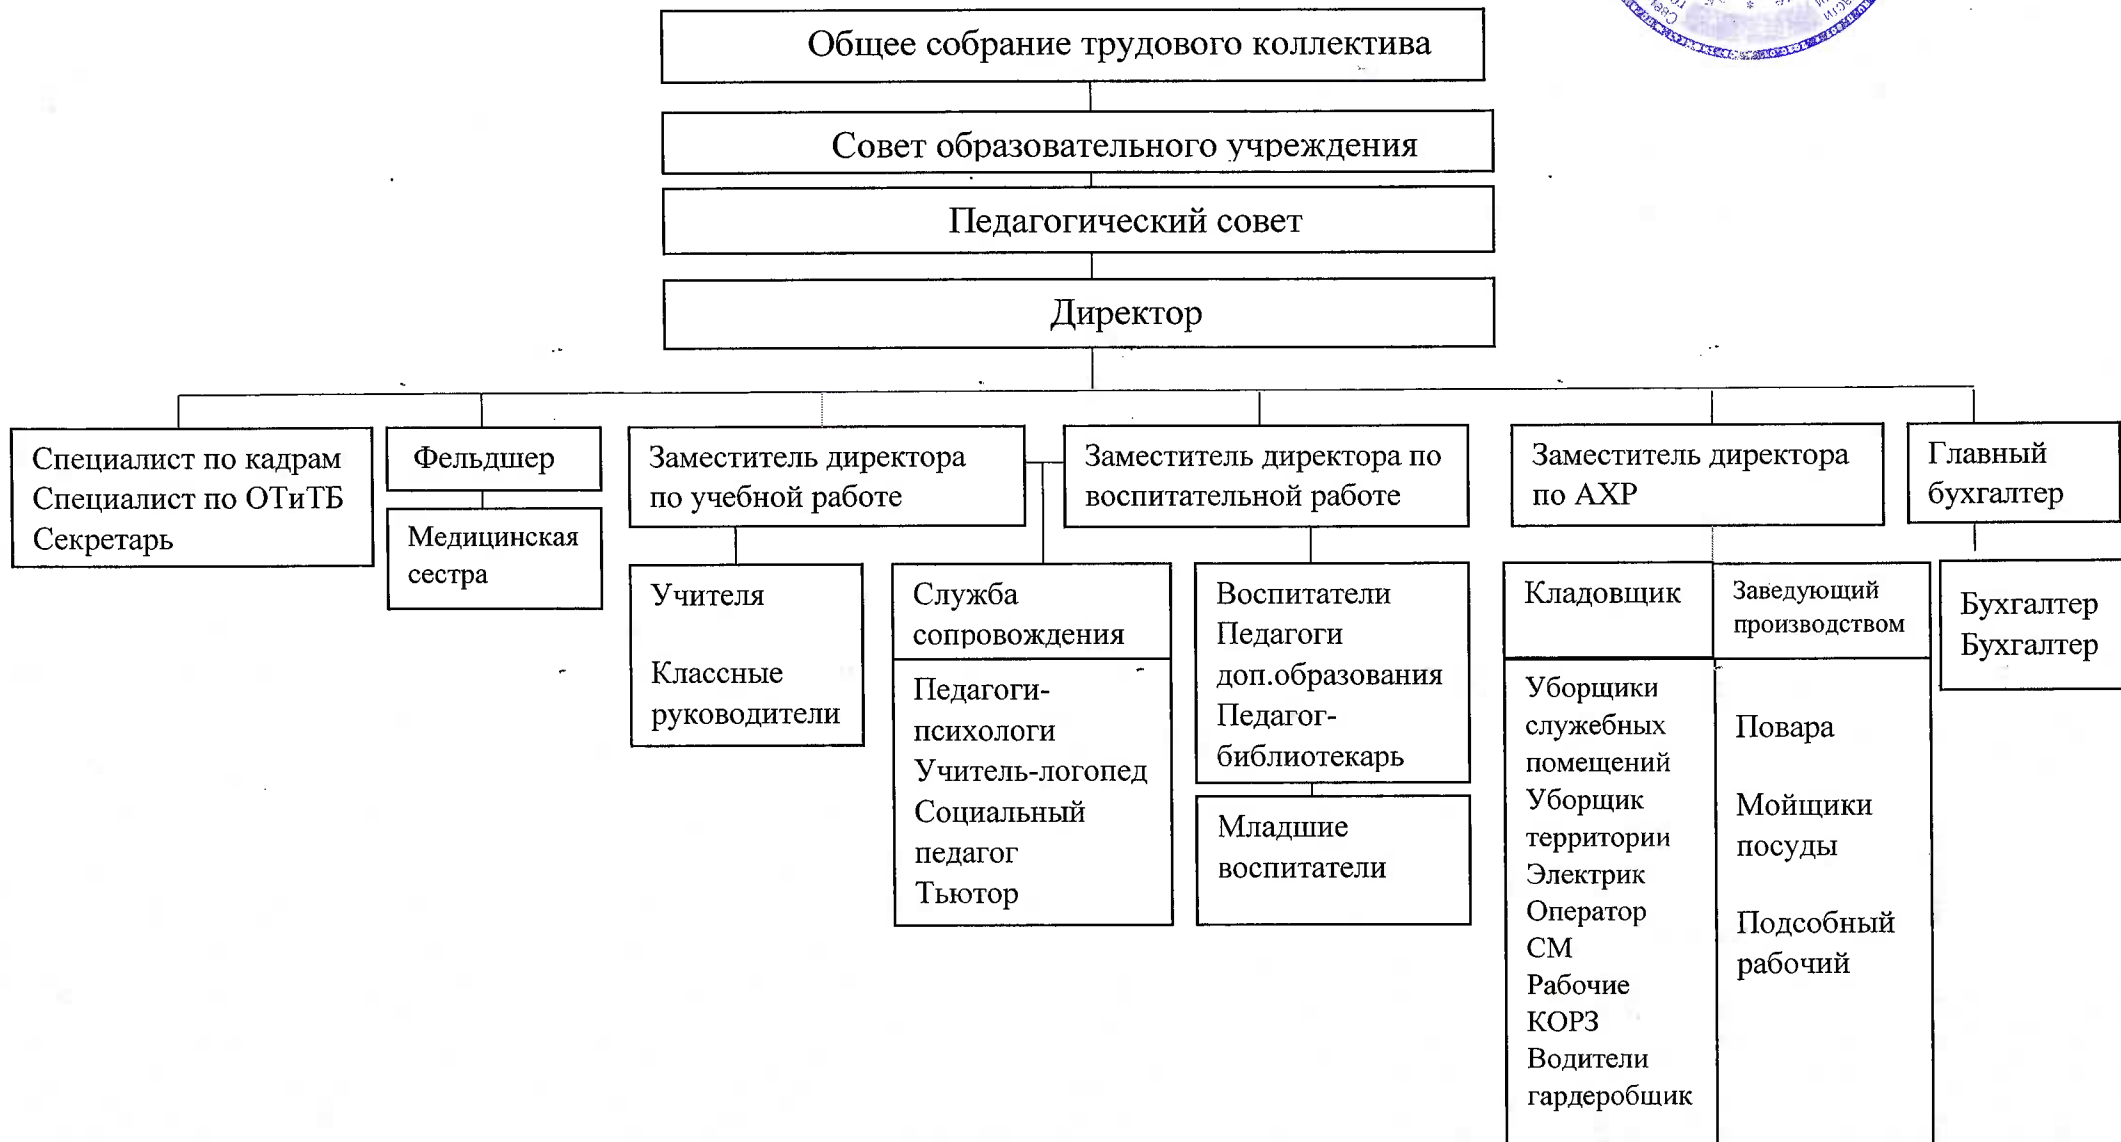 Общее собрание трудового коллектива
Совет образовательного учреждения
Педагогический совет
Директор
Специалист по кадрам
Специалист по ОТиТБ
Секретарь
Фельдшер
Медицинская
сестра
Заместитель директора
по учебной работе
Заместитель директора по
воспитательной работе
Заместитель директора
по АХР
Главный
бухгалтер
Учителя
Классные
руководители
Служба
сопровождения
Педагоги-
психологи
Учитель-логопед
Социальный
педагог
Тьютор
Воспитатели
Педагоги
доп.образования
Педагог-
библиотекарь
Младшие
воспитатели
Кладовщик
Уборщики
служебных
помещений
Уборщик
территории
Электрик
Оператор
СМ
Рабочие
КОРЗ
Водители
гардеробщик
Заведующий
производством
Повара
Мойщики
посуды
Подсобный
рабочий
Бухгалтер
Бухгалтер